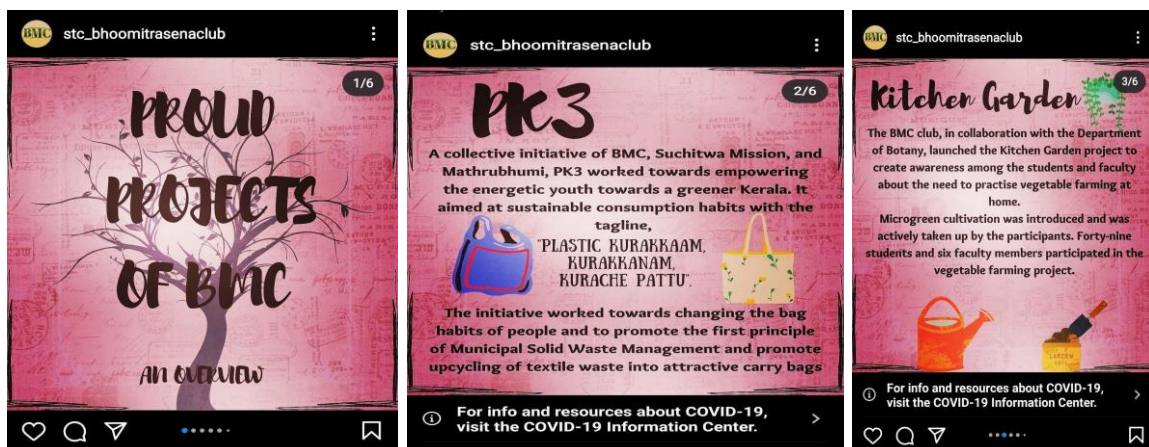 BMC stc_bhoomitrasenaclub
1/6
PROUD
PROJECTS
OF BMC
AN OVERVIEW
BMC stc_bhoomitrasenaclub
2/6
PK3
A collective initiative of BMC, Suchitwa Mission, and
Mathrubhumi, PK3 worked towards empowering
the energetic youth towards a greener Kerala. It
aimed at sustainable consumption habits with the
tagline,
"PLASTIC KURAKKAAM,
KURAKKANAM,
KURACHE PATTU".
The initiative worked towards changing the bag
habits of people and to promote the first principle
of Municipal Solid Waste Management and promote
upcycling of textile waste into attractive carry bags
For info and resources about COVID-19,
visit the COVID-19 Information Center.
BMC stc_bhoomitrasenaclub
3/6
Kitchen Garden
The BMC club, in collaboration with the Department
of Botany, launched the Kitchen Garden project to
create awareness among the students and faculty
about the need to practise vegetable farming at
home.
Microgreen cultivation was introduced and was
actively taken up by the participants. Forty-nine
students and six faculty members participated in the
vegetable farming project.
For info and resources about COVID-19,
visit the COVID-19 Information Center.